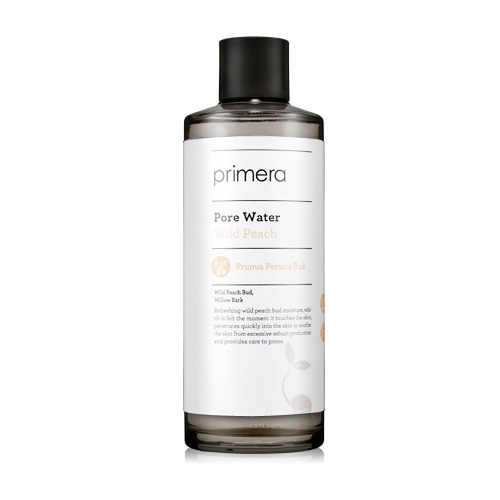 primera
Pore Water
Wild Peach
Prunus Persica Bud
Wild Peach Bud,
Willow Bark
Refreshing wild peach bud moisture, whi
ch is felt the moment it touches the skin,
penetrates quickly into the skin to soothe
the skin from excessive sebum production
and provides care to pores.